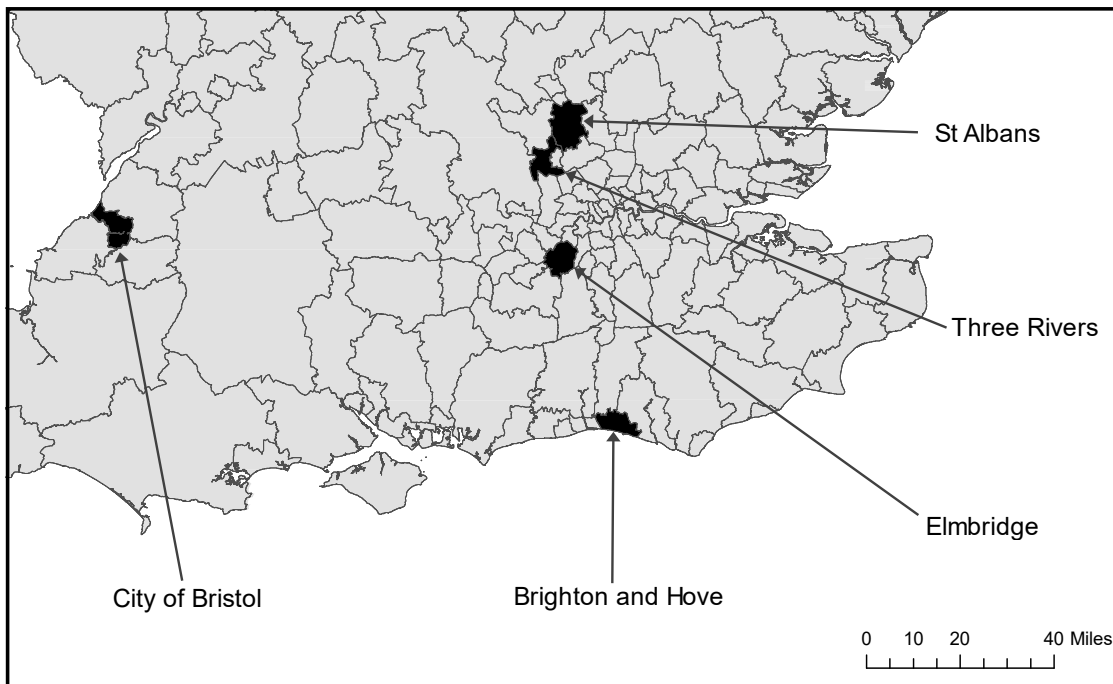 St Albans
Three Rivers
Elmbridge
City of Bristol
Brighton and Hove
0 10 20 40 Miles